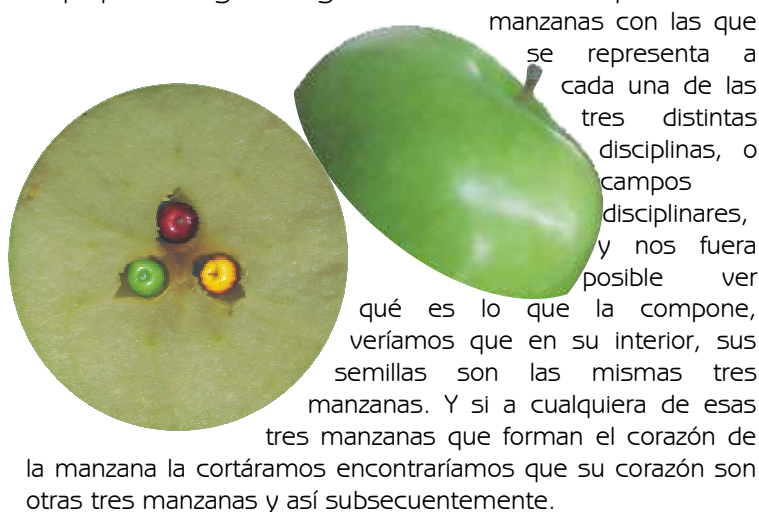 manzanas con las que
se representa a
cada una de las
tres distintas
disciplinas, o
campos
disciplinares,
y nos fuera
posible ver
qué es lo que la compone,
veríamos que en su interior, sus
semillas son las mismas tres
manzanas. Y si a cualquiera de esas
tres manzanas que forman el corazón de
la manzana la cortáramos encontraríamos que su corazón son
otras tres manzanas y así subsecuentemente.